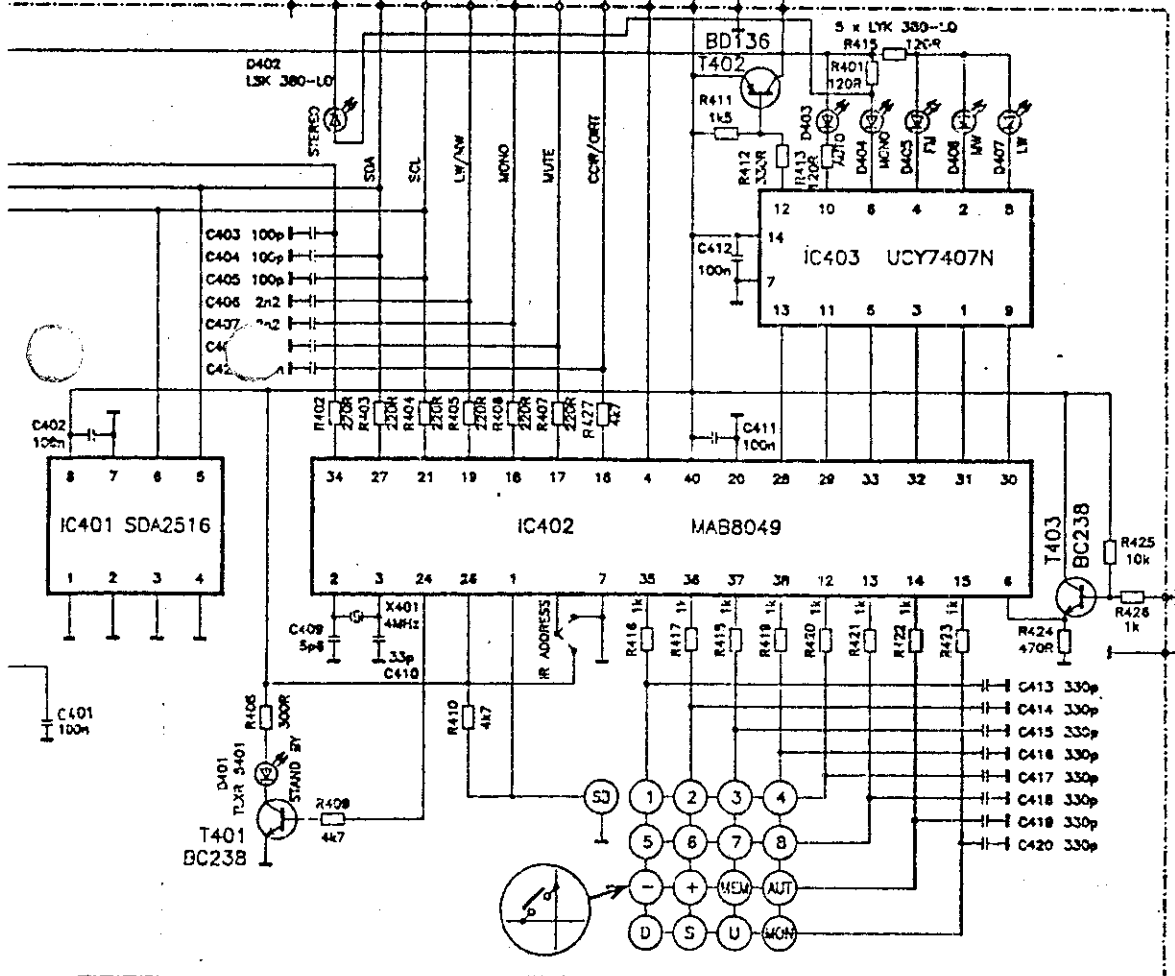 5 x LYK 380-LO
BD136
T402
R415 120R
R401
120R
D402
LSK 380-LO
STEREO
R411
1k5
D403
AUTO
D404
MONO
D405
FM
D406
MW
D407
LW
R412
330R
R413
120R
SDA
SCL
LW/MW
MONO
MUTE
CCIR/OIRT
12 10 6 4 2 8
14
IC403 UCY7407N
7
13 11 5 3 1 9
C412
100n
C403 100p
C404 100p
C405 100p
C406 2n2
C407
R402
220R
R403
220R
R404
220R
R405
220R
R408
220R
R407
220R
R427
4k7
C411
100n
C402
100n
8 7 6 5
IC401 SDA2516
1 2 3 4
34 27 21 19 18 17 16 4 40 20 28 29 33 32 31 30
IC402 MAB8049
2 3 24 26 1 7 35 36 37 38 12 13 14 15 6
T403
BC238
R425
10k
R426
1k
R424
470R
X401
4MHz
C409
5p6
33p
C410
IR ADDRESS
R416 1k
R417 1k
R418 1k
R419 1k
R420 1k
R421 1k
R422 1k
R423 1k
C401
100n
R406
300R
R410
4k7
D401
STAND BY
R409
4k7
T401
BC238
C413 330p
C414 330p
C415 330p
C416 330p
C417 330p
C418 330p
C419 330p
C420 330p
1 2 3 4
5 6 7 8
- + MEM AUT
D S U MON